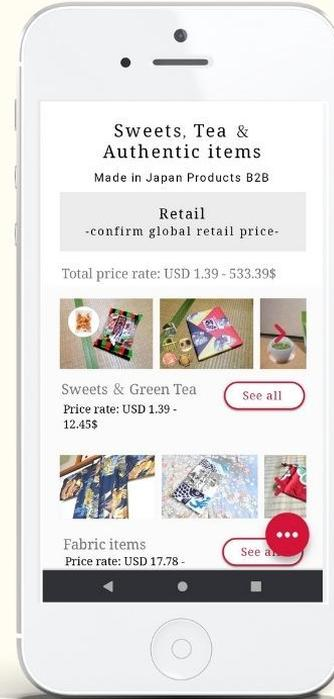 Sweets, Tea &
Authentic items
Made in Japan Products B2B
Retail
-confirm global retail price-
Total price rate: USD 1.39 - 533.39$
Sweets & Green Tea
See all
Price rate: USD 1.39 -
12.45$
Fabric items
See al
Price rate: USD 17.78 -